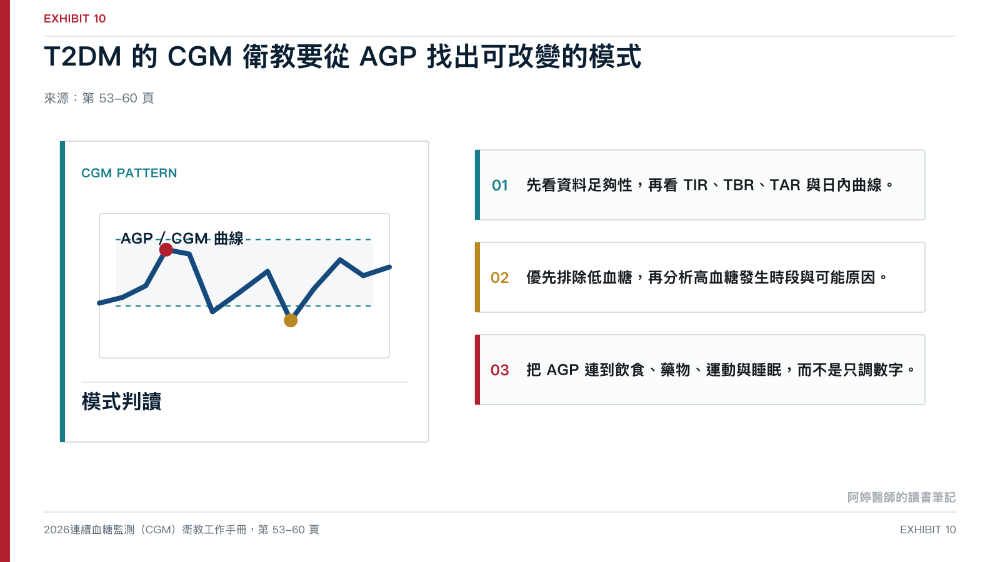 EXHIBIT 10
T2DM 的 CGM 衛教要從 AGP 找出可改變的模式
來源：第 53–60 頁
CGM PATTERN
AGP / CGM 曲線
模式判讀
01 先看資料足夠性，再看 TIR、TBR、TAR 與日內曲線。
02 優先排除低血糖，再分析高血糖發生時段與可能原因。
03 把 AGP 連到飲食、藥物、運動與睡眠，而不是只調數字。
阿婷醫師的讀書筆記
2026連續血糖監測（CGM）衛教工作手冊，第 53–60 頁
EXHIBIT 10